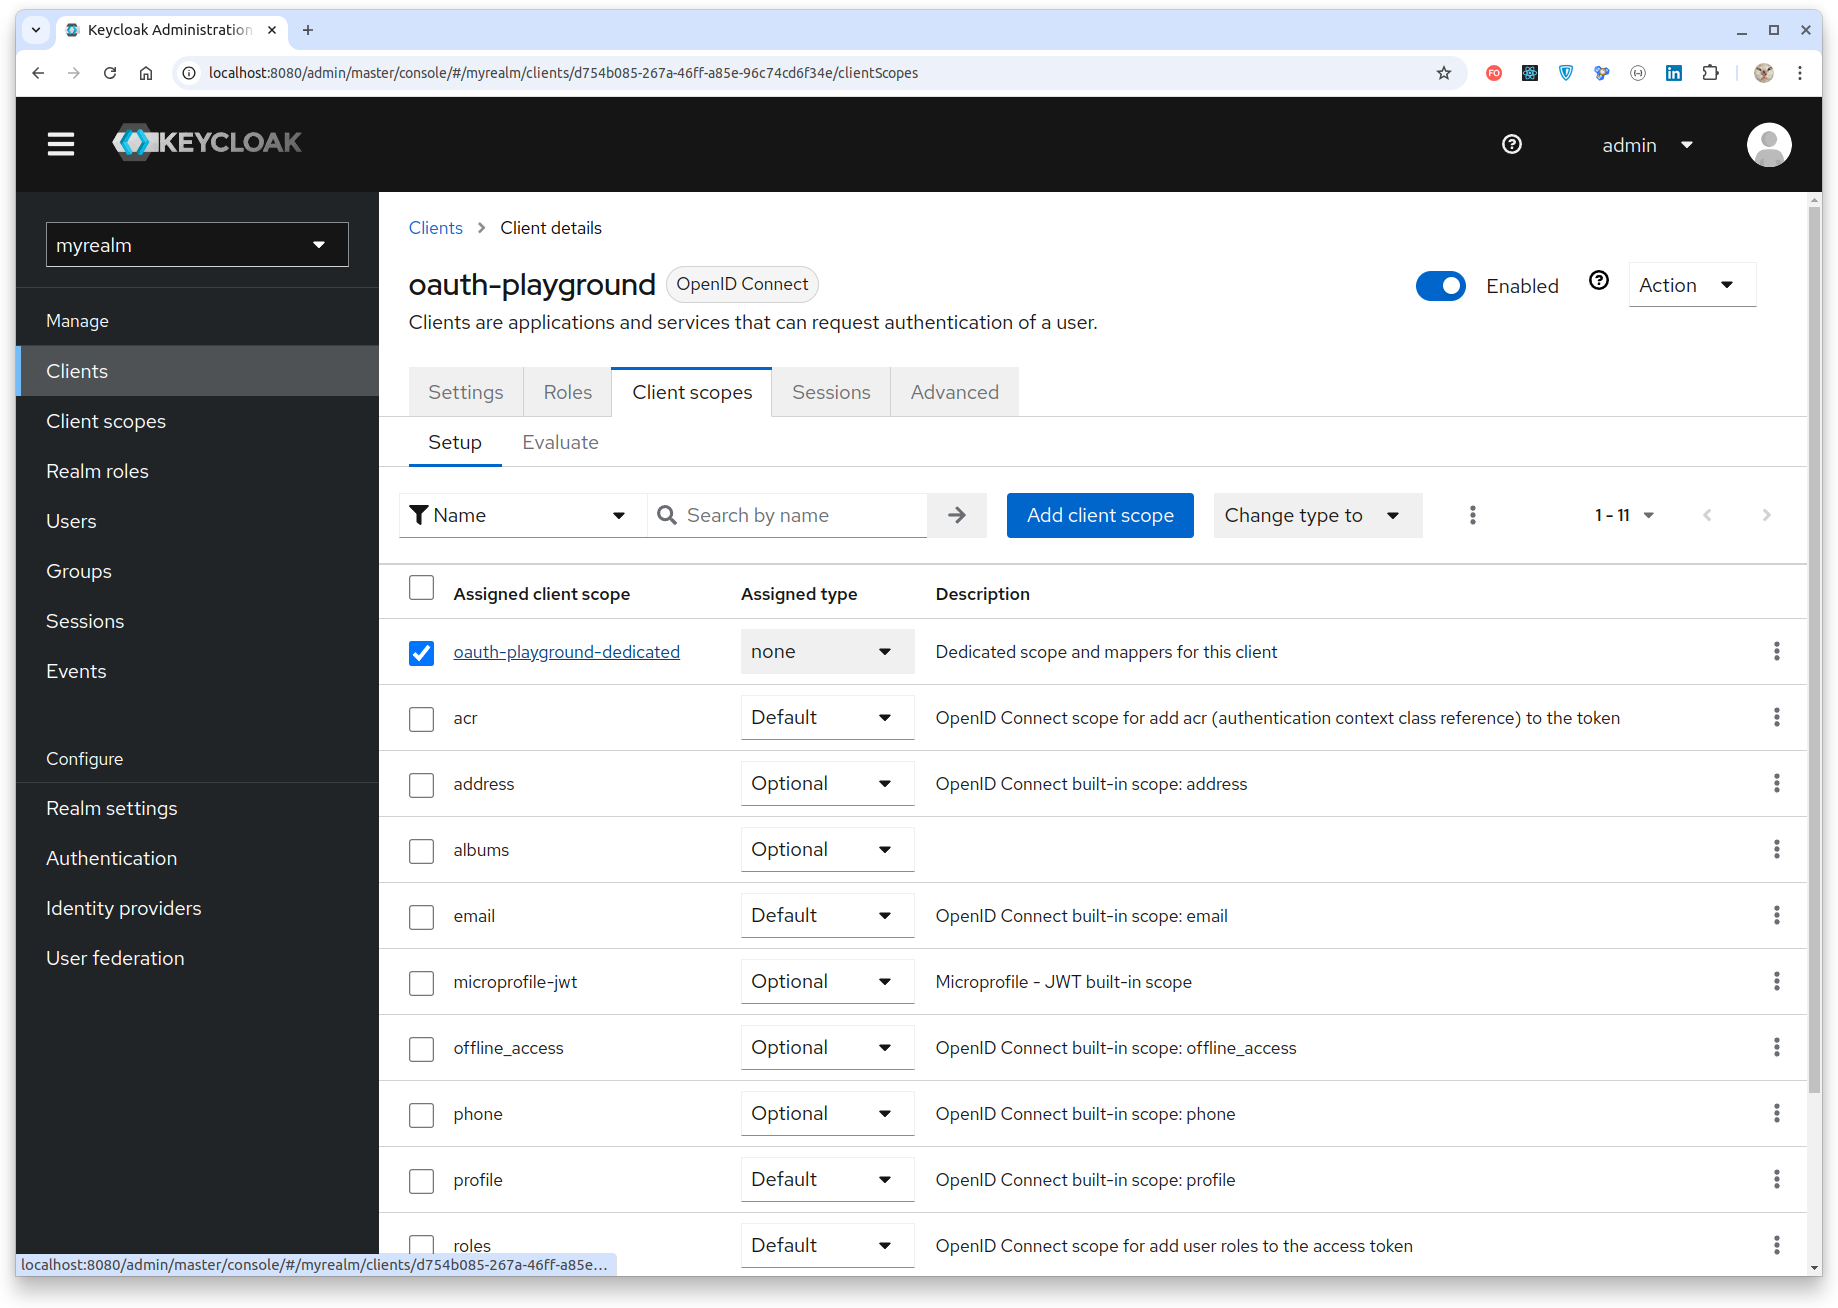 Keycloak Administration
localhost:8080/admin/master/console/#/myrealm/clients/d754b085-267a-46ff-a85e-96c74cd6f34e/clientScopes
FO
in
KEYCLOAK
admin
myrealm
Manage
Clients
Client scopes
Realm roles
Users
Groups
Sessions
Events
Configure
Realm settings
Authentication
Identity providers
User federation
Clients > Client details
oauth-playground OpenID Connect
Enabled
Action
Clients are applications and services that can request authentication of a user.
Settings Roles Client scopes Sessions Advanced
Setup Evaluate
Name Search by name Add client scope Change type to 1 - 11
Assigned client scope Assigned type Description
oauth-playground-dedicated none Dedicated scope and mappers for this client
acr Default OpenID Connect scope for add acr (authentication context class reference) to the token
address Optional OpenID Connect built-in scope: address
albums Optional
email Default OpenID Connect built-in scope: email
microprofile-jwt Optional Microprofile - JWT built-in scope
offline_access Optional OpenID Connect built-in scope: offline_access
phone Optional OpenID Connect built-in scope: phone
profile Default OpenID Connect built-in scope: profile
roles Default OpenID Connect scope for add user roles to the access token
localhost:8080/admin/master/console/#/myrealm/clients/d754b085-267a-46ff-a85e...